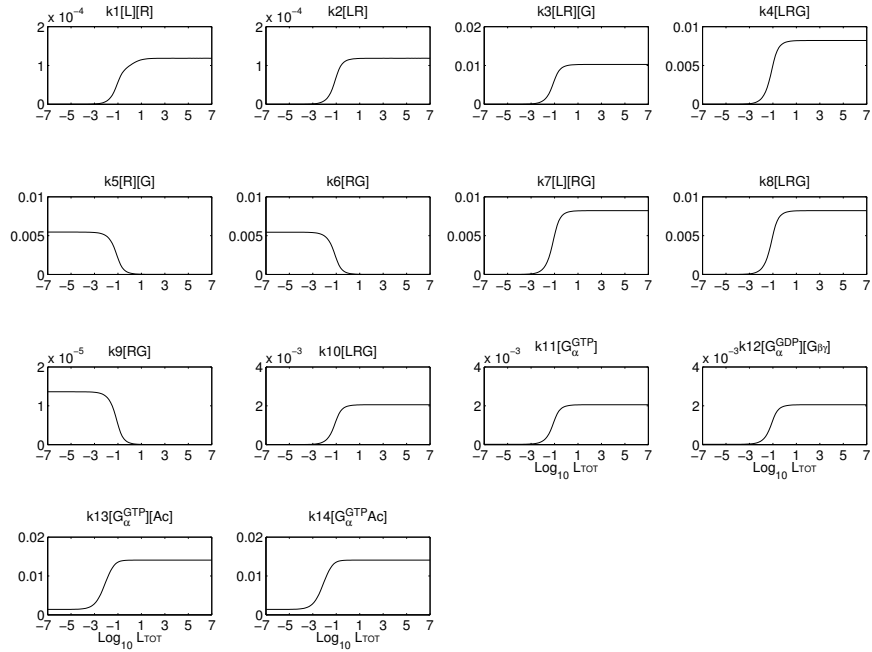 k1[L][R] k2[LR] k3[LR][G] k4[LRG]
x 10⁻⁴ x 10⁻⁴
2 2 0.02 0.01
1 1 0.01 0.005
0 0 0 0
−7 −5 −3 −1 1 3 5 7 −7 −5 −3 −1 1 3 5 7 −7 −5 −3 −1 1 3 5 7 −7 −5 −3 −1 1 3 5 7
k5[R][G] k6[RG] k7[L][RG] k8[LRG]
0.01 0.01 0.01 0.01
0.005 0.005 0.005 0.005
0 0 0 0
−7 −5 −3 −1 1 3 5 7 −7 −5 −3 −1 1 3 5 7 −7 −5 −3 −1 1 3 5 7 −7 −5 −3 −1 1 3 5 7
k9[RG] k10[LRG] k11[G_α^GTP] k12[G_α^GDP][G_βγ]
x 10⁻⁵ x 10⁻³ x 10⁻³ x 10⁻³
2 4 4 4
1 2 2 2
0 0 0 0
−7 −5 −3 −1 1 3 5 7 −7 −5 −3 −1 1 3 5 7 −7 −5 −3 −1 1 3 5 7 −7 −5 −3 −1 1 3 5 7
Log₁₀ LTOT Log₁₀ LTOT
k13[G_α^GTP][Ac] k14[G_α^GTP Ac]
0.02 0.02
0.01 0.01
0 0
−7 −5 −3 −1 1 3 5 7 −7 −5 −3 −1 1 3 5 7
Log₁₀ LTOT Log₁₀ LTOT